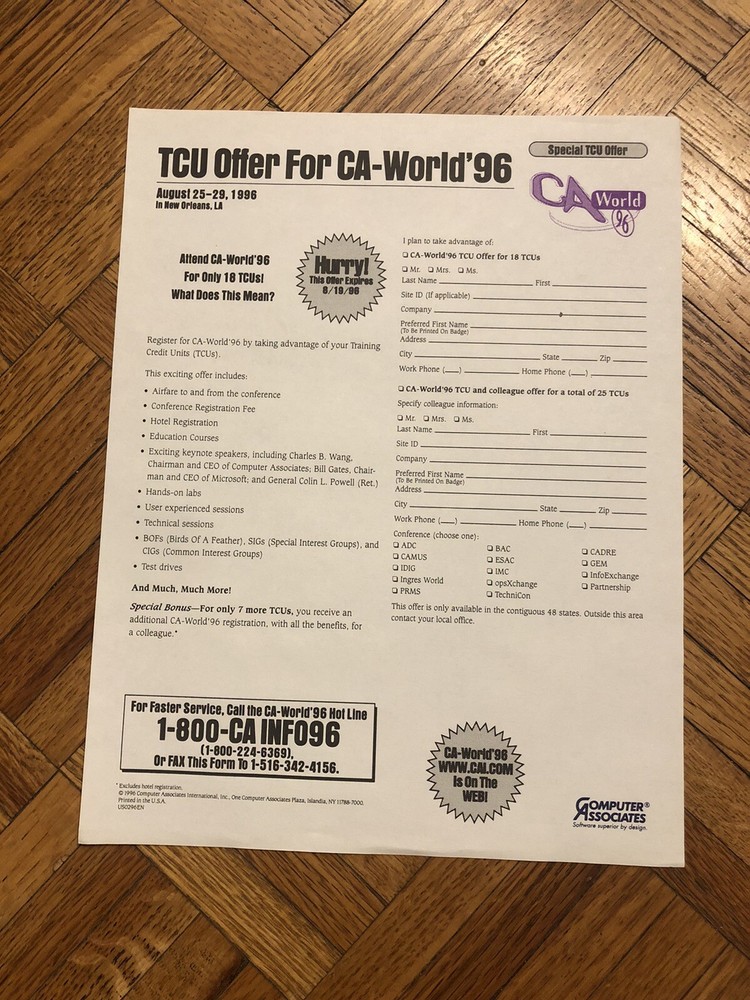 TCU Offer For CA-World'96
Special TCU Offer
August 25-29, 1996
In New Orleans, LA
CA World 96
Attend CA-World'96
For Only 18 TCUs!
What Does This Mean?
Hurry!
This Offer Expires
8/19/96
Register for CA-World'96 by taking advantage of your Training
Credit Units (TCUs).
This exciting offer includes:
• Airfare to and from the conference
• Conference Registration Fee
• Hotel Registration
• Education Courses
• Exciting keynote speakers, including Charles B. Wang,
Chairman and CEO of Computer Associates; Bill Gates, Chair-
man and CEO of Microsoft; and General Colin L. Powell (Ret.)
• Hands-on labs
• User experienced sessions
• Technical sessions
• BOFs (Birds Of A Feather), SIGs (Special Interest Groups), and
CIGs (Common Interest Groups)
• Test drives
And Much, Much More!
Special Bonus—For only 7 more TCUs, you receive an
additional CA-World'96 registration, with all the benefits, for
a colleague.*
I plan to take advantage of:
❏ CA-World'96 TCU Offer for 18 TCUs
❏ Mr. ❏ Mrs. ❏ Ms.
Last Name First
Site ID (If applicable)
Company
Preferred First Name
(To Be Printed On Badge)
Address
City State Zip
Work Phone ( ) Home Phone ( )
❏ CA-World'96 TCU and colleague offer for a total of 25 TCUs
Specify colleague information:
❏ Mr. ❏ Mrs. ❏ Ms.
Last Name First
Site ID
Company
Preferred First Name
(To Be Printed On Badge)
Address
City State Zip
Work Phone ( ) Home Phone ( )
Conference (choose one):
❏ ADC ❏ BAC ❏ CADRE
❏ CAMUS ❏ ESAC ❏ GEM
❏ IDIG ❏ IMC ❏ InfoExchange
❏ Ingres World ❏ opsXchange ❏ Partnership
❏ PRMS ❏ TechniCon
This offer is only available in the contiguous 48 states. Outside this area
contact your local office.
For Faster Service, Call the CA-World'96 Hot Line
1-800-CA INFO96
(1-800-224-6369),
Or FAX This Form To 1-516-342-4156.
CA-World'96
WWW.CAI.COM
Is On The
WEB!
* Excludes hotel registration.
© 1996 Computer Associates International, Inc., One Computer Associates Plaza, Islandia, NY 11788-7000.
Printed in the U.S.A.
US0296EN
COMPUTER®
ASSOCIATES
Software superior by design.